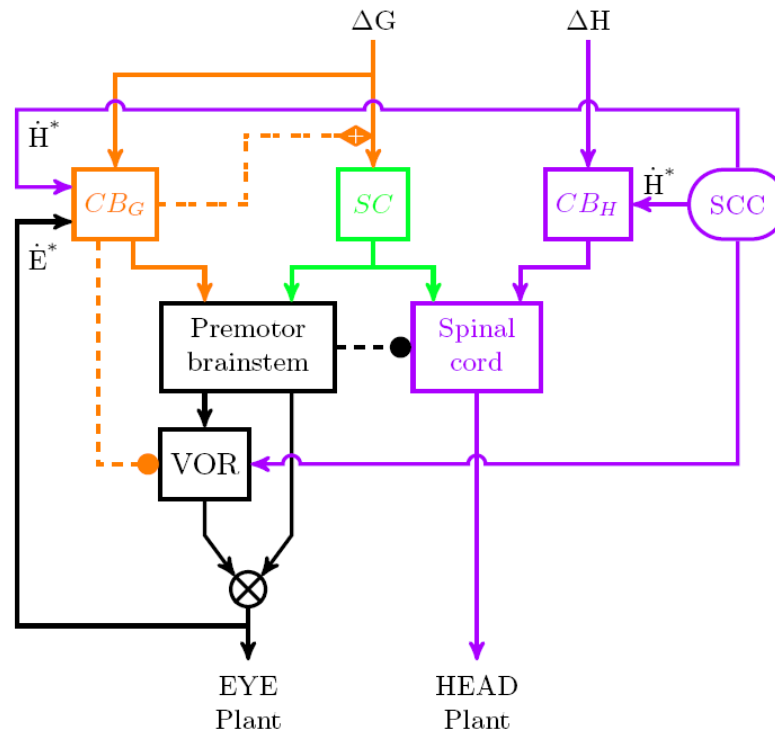 ΔG
ΔH
Ḣ*
+
CB_G
SC
CB_H
Ḣ*
SCC
Ė*
Premotor
brainstem
Spinal
cord
VOR
EYE
Plant
HEAD
Plant